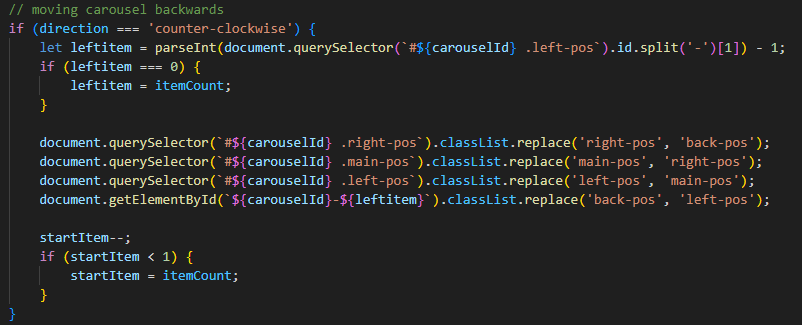 // moving carousel backwards
if (direction === 'counter-clockwise') {
let leftitem = parseInt(document.querySelector(`#${carouselId} .left-pos`).id.split('-')[1]) - 1;
if (leftitem === 0) {
leftitem = itemCount;
}
document.querySelector(`#${carouselId} .right-pos`).classList.replace('right-pos', 'back-pos');
document.querySelector(`#${carouselId} .main-pos`).classList.replace('main-pos', 'right-pos');
document.querySelector(`#${carouselId} .left-pos`).classList.replace('left-pos', 'main-pos');
document.getElementById(`${carouselId}-${leftitem}`).classList.replace('back-pos', 'left-pos');
startItem--;
if (startItem < 1) {
startItem = itemCount;
}
}